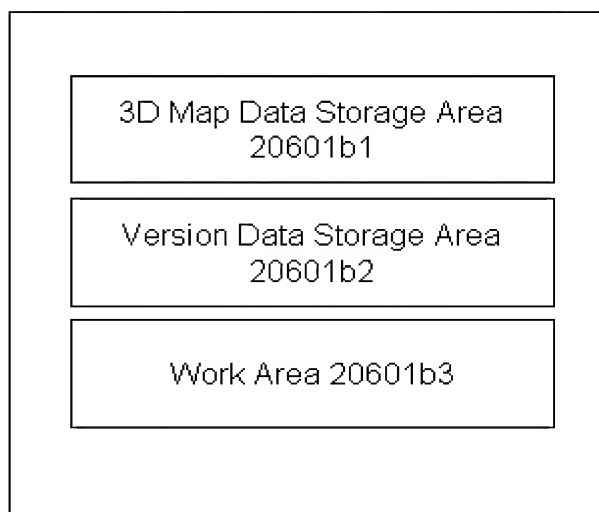 3D Map Data Storage Area
20601b1
Version Data Storage Area
20601b2
Work Area 20601b3